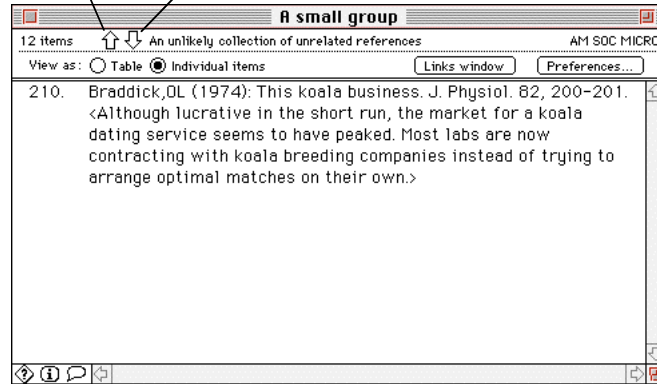 A small group
12 items An unlikely collection of unrelated references AM SOC MICRO
View as: Table Individual items Links window Preferences...
210. Braddick,OL (1974): This koala business. J. Physiol. 82, 200-201.
<Although lucrative in the short run, the market for a koala
dating service seems to have peaked. Most labs are now
contracting with koala breeding companies instead of trying to
arrange optimal matches on their own.>